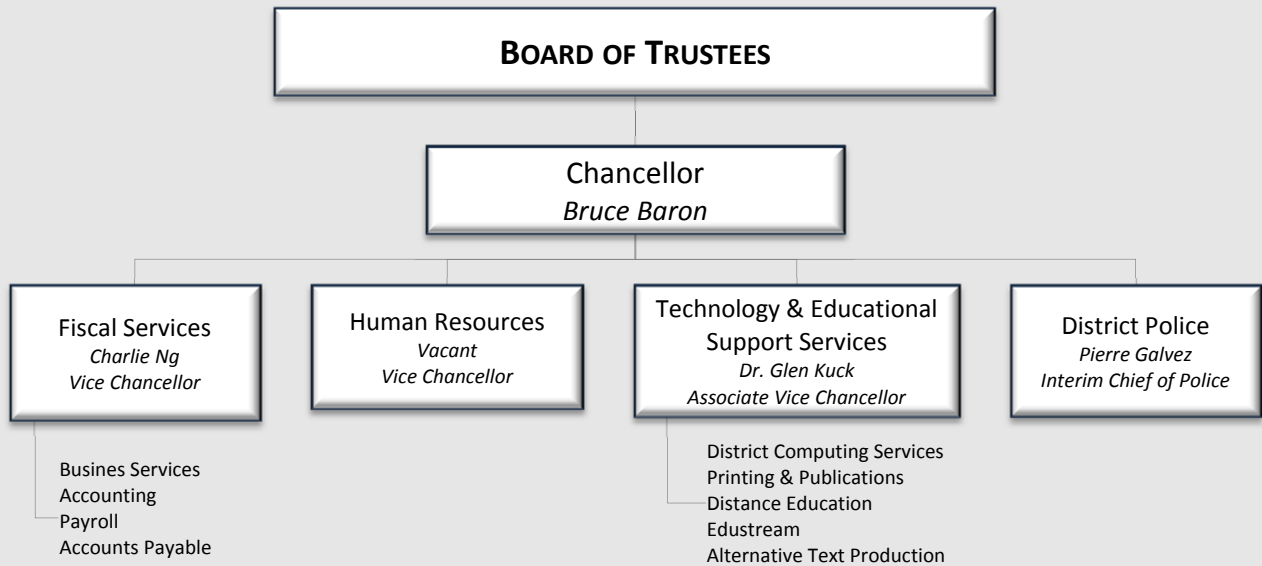 BOARD OF TRUSTEES
Chancellor
Bruce Baron
Fiscal Services
Charlie Ng
Vice Chancellor
Human Resources
Vacant
Vice Chancellor
Technology & Educational
Support Services
Dr. Glen Kuck
Associate Vice Chancellor
District Police
Pierre Galvez
Interim Chief of Police
Busines Services
Accounting
Payroll
Accounts Payable
District Computing Services
Printing & Publications
Distance Education
Edustream
Alternative Text Production